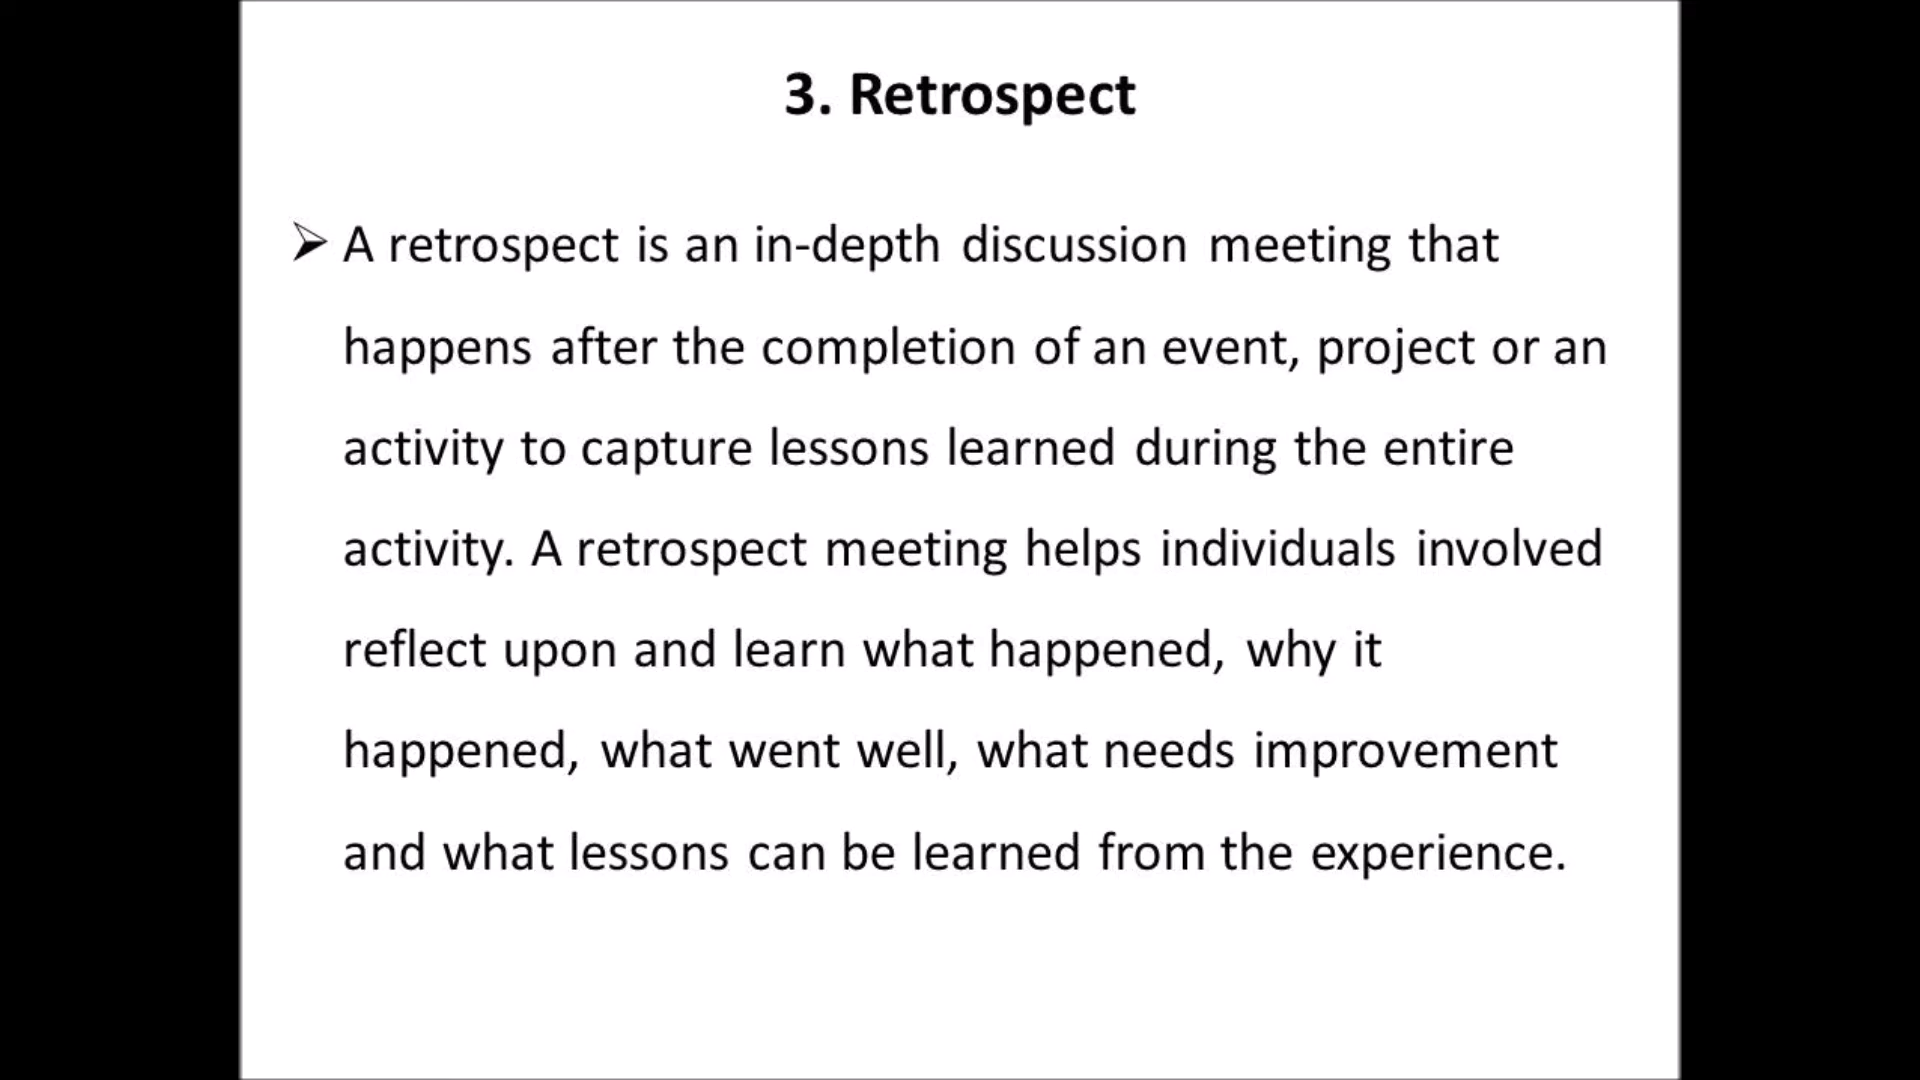 3. Retrospect
➢ A retrospect is an in-depth discussion meeting that
happens after the completion of an event, project or an
activity to capture lessons learned during the entire
activity. A retrospect meeting helps individuals involved
reflect upon and learn what happened, why it
happened, what went well, what needs improvement
and what lessons can be learned from the experience.